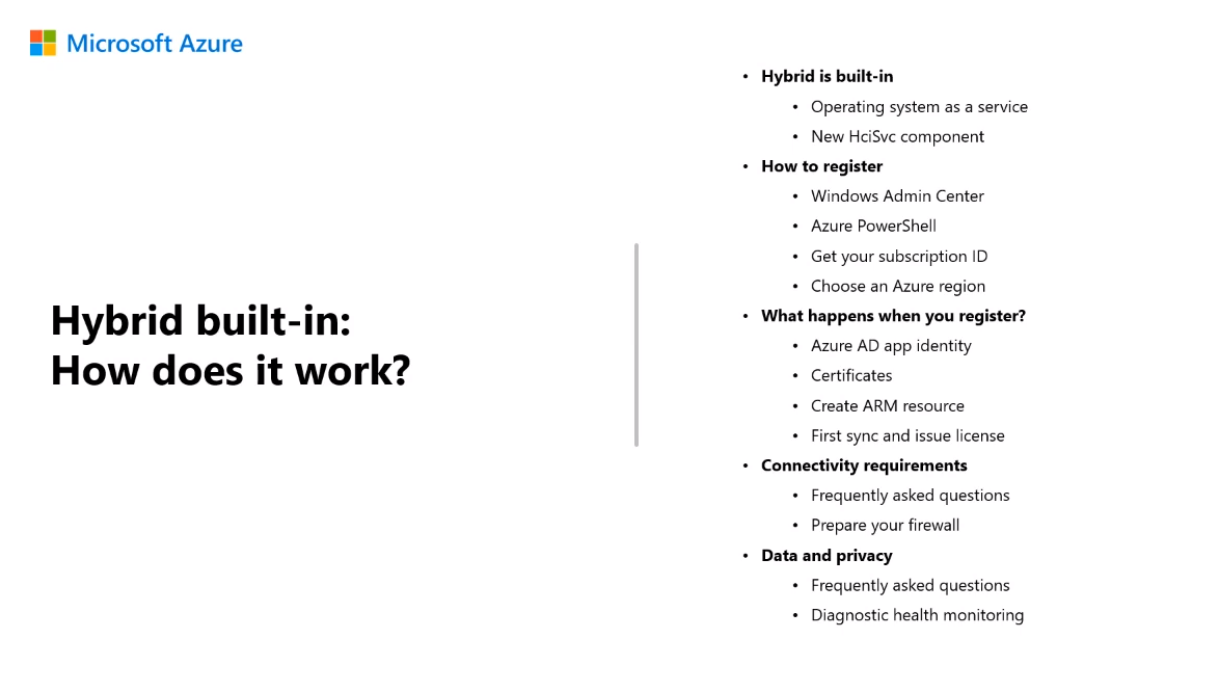 Microsoft Azure
Hybrid built-in:
How does it work?
• Hybrid is built-in
• Operating system as a service
• New HciSvc component
• How to register
• Windows Admin Center
• Azure PowerShell
• Get your subscription ID
• Choose an Azure region
• What happens when you register?
• Azure AD app identity
• Certificates
• Create ARM resource
• First sync and issue license
• Connectivity requirements
• Frequently asked questions
• Prepare your firewall
• Data and privacy
• Frequently asked questions
• Diagnostic health monitoring